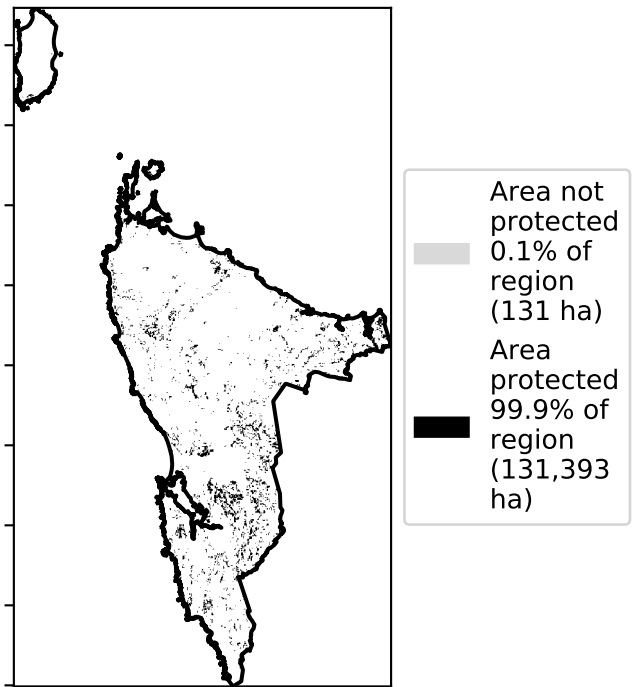 Area not
protected
0.1% of
region
(131 ha)
Area
protected
99.9% of
region
(131,393
ha)